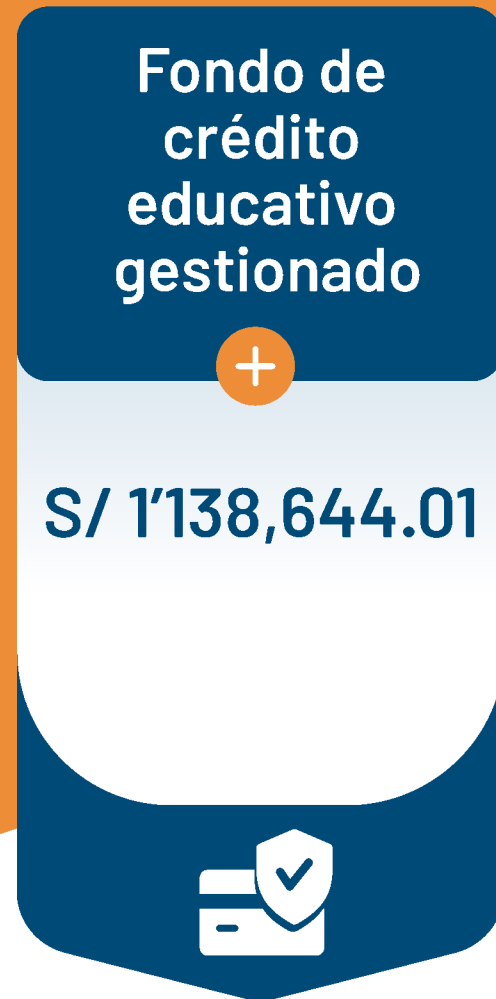 Fondo de
crédito
educativo
gestionado
+
S/ 1’138,644.01